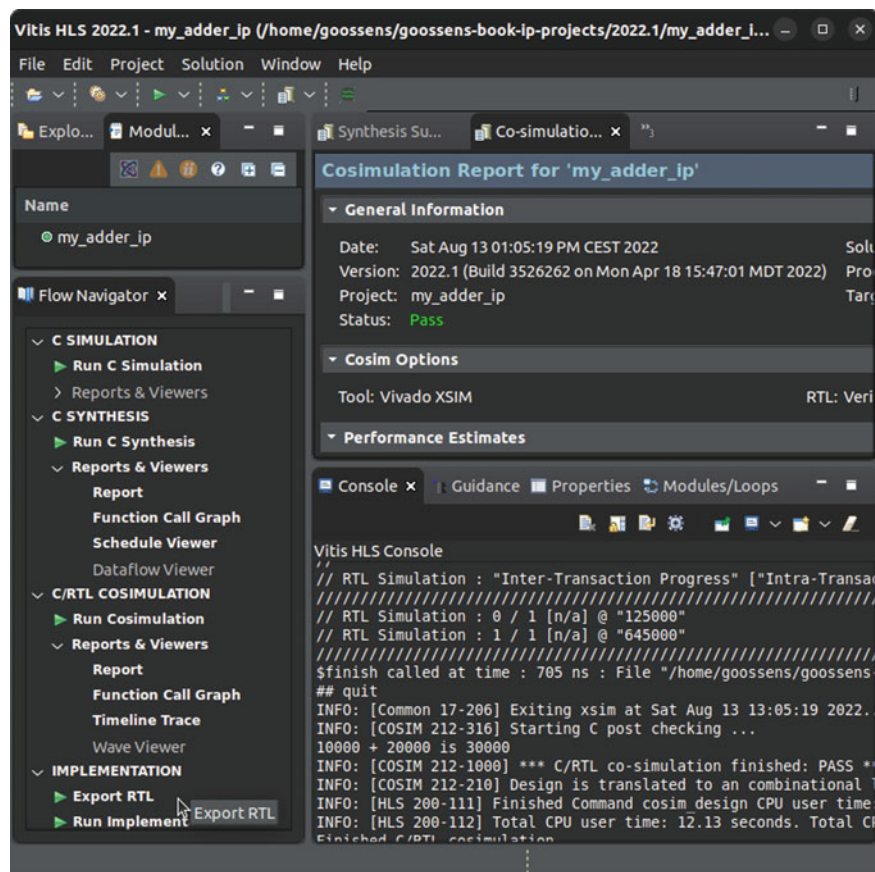 Vitis HLS 2022.1 - my_adder_ip (/home/goossens/goossens-book-ip-projects/2022.1/my_adder_i...
File Edit Project Solution Window Help
Explo... Modul...
Name
my_adder_ip
Flow Navigator
C SIMULATION
Run C Simulation
Reports & Viewers
C SYNTHESIS
Run C Synthesis
Reports & Viewers
Report
Function Call Graph
Schedule Viewer
Dataflow Viewer
C/RTL COSIMULATION
Run Cosimulation
Reports & Viewers
Report
Function Call Graph
Timeline Trace
Wave Viewer
IMPLEMENTATION
Export RTL
Run Implement
Export RTL
Synthesis Su... Co-simulatio... "3
Cosimulation Report for 'my_adder_ip'
General Information
Date: Sat Aug 13 01:05:19 PM CEST 2022 Solu
Version: 2022.1 (Build 3526262 on Mon Apr 18 15:47:01 MDT 2022) Pro
Project: my_adder_ip Targ
Status: Pass
Cosim Options
Tool: Vivado XSIM RTL: Veri
Performance Estimates
Console Guidance Properties Modules/Loops
Vitis HLS Console
//
// RTL Simulation : "Inter-Transaction Progress" ["Intra-Transac
////////////////////////////////////////////////////////////////
// RTL Simulation : 0 / 1 [n/a] @ "125000"
// RTL Simulation : 1 / 1 [n/a] @ "645000"
////////////////////////////////////////////////////////////////
$finish called at time : 705 ns : File "/home/goossens/goossens-
## quit
INFO: [Common 17-206] Exiting xsim at Sat Aug 13 13:05:19 2022..
INFO: [COSIM 212-316] Starting C post checking ...
10000 + 20000 is 30000
INFO: [COSIM 212-1000] *** C/RTL co-simulation finished: PASS **
INFO: [COSIM 212-210] Design is translated to an combinational l
INFO: [HLS 200-111] Finished Command cosim_design CPU user time:
INFO: [HLS 200-112] Total CPU user time: 12.13 seconds. Total CP
Finished C/RTL cosimulation